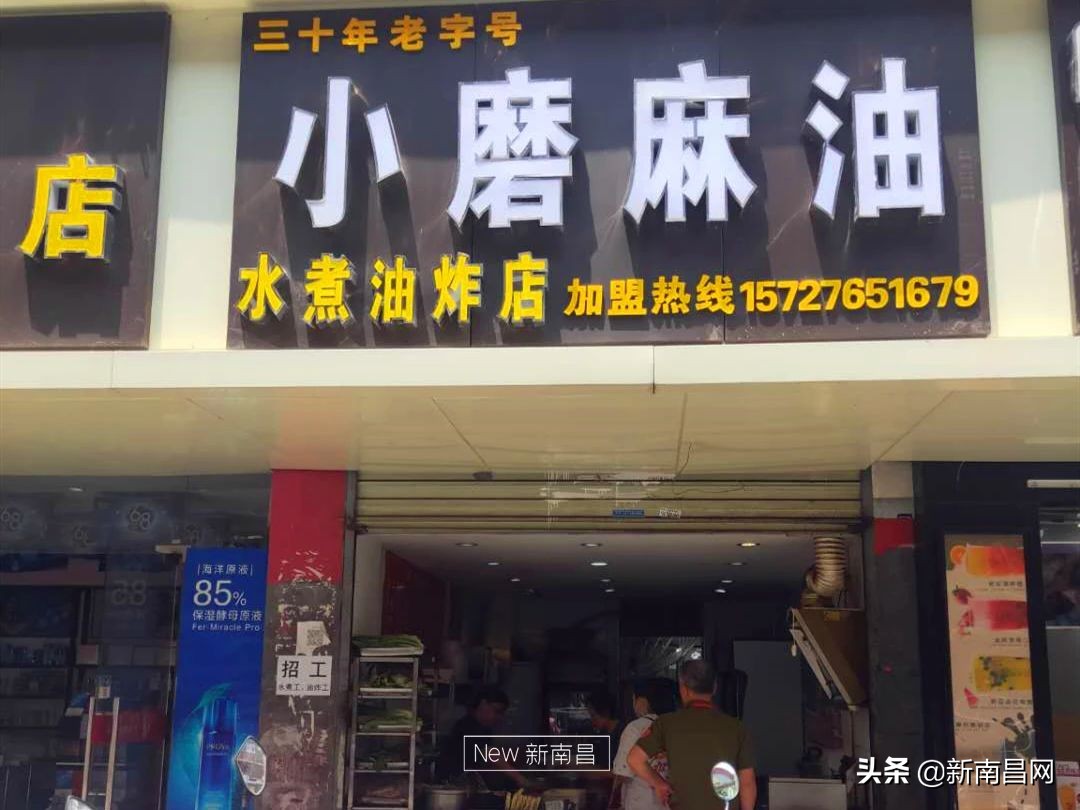 三十年老字号
小磨麻油
店
水煮油炸店
加盟热线15727651679
海洋原液
85%
保湿酵母原液
Fer-Miracle Pro
招工
水煮工、油炸工
New 新南昌
头条 @新南昌网